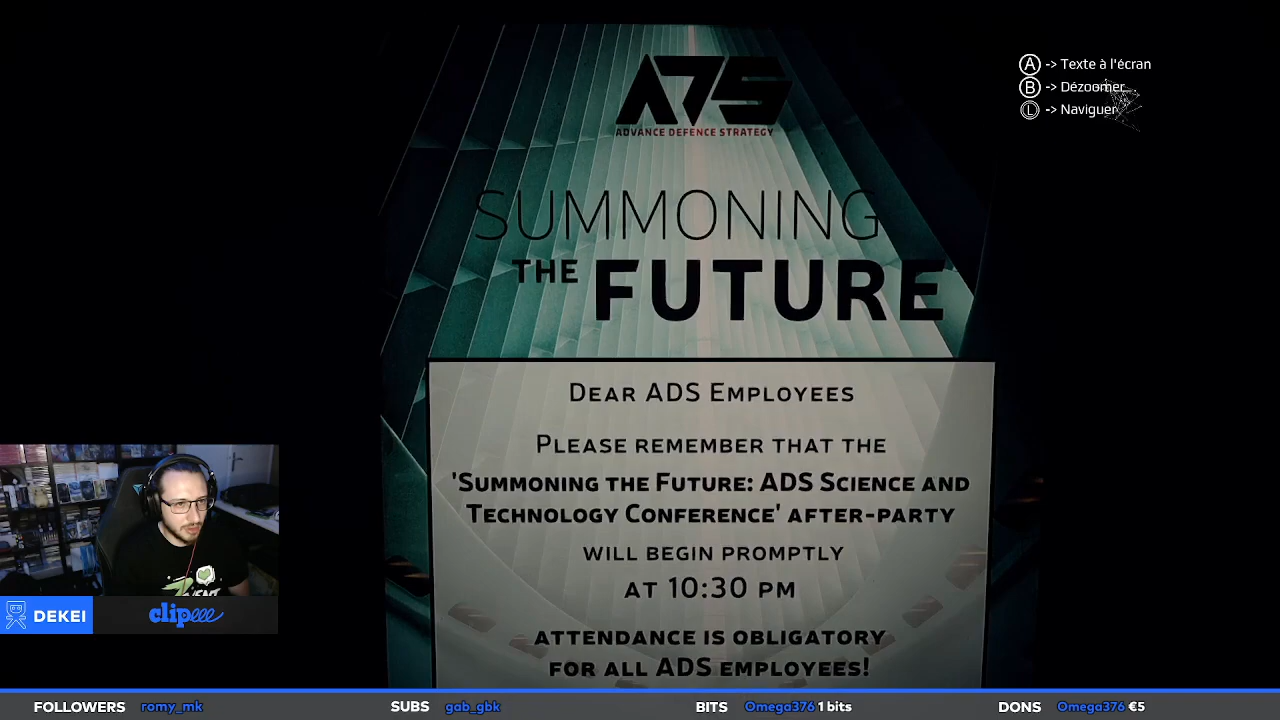 ADS
ADVANCE DEFENCE STRATEGY
A -> Texte à l'écran
B -> Dézoomer
L -> Naviguer
SUMMONING
THE FUTURE
DEAR ADS EMPLOYEES
PLEASE REMEMBER THAT THE
'SUMMONING THE FUTURE: ADS SCIENCE AND
TECHNOLOGY CONFERENCE' AFTER-PARTY
WILL BEGIN PROMPTLY
AT 10:30 PM
ATTENDANCE IS OBLIGATORY
FOR ALL ADS EMPLOYEES!
DEKEI
clipeee
FOLLOWERS romy_mk SUBS gab_gbk BITS Omega376 1 bits DONS Omega376 €5